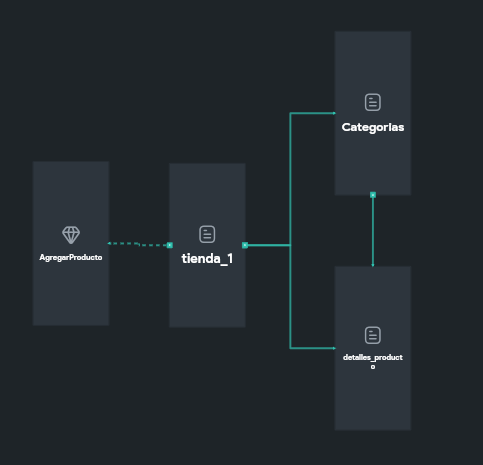 Categorias
AgregarProducto
tienda_1
detalles_product
o